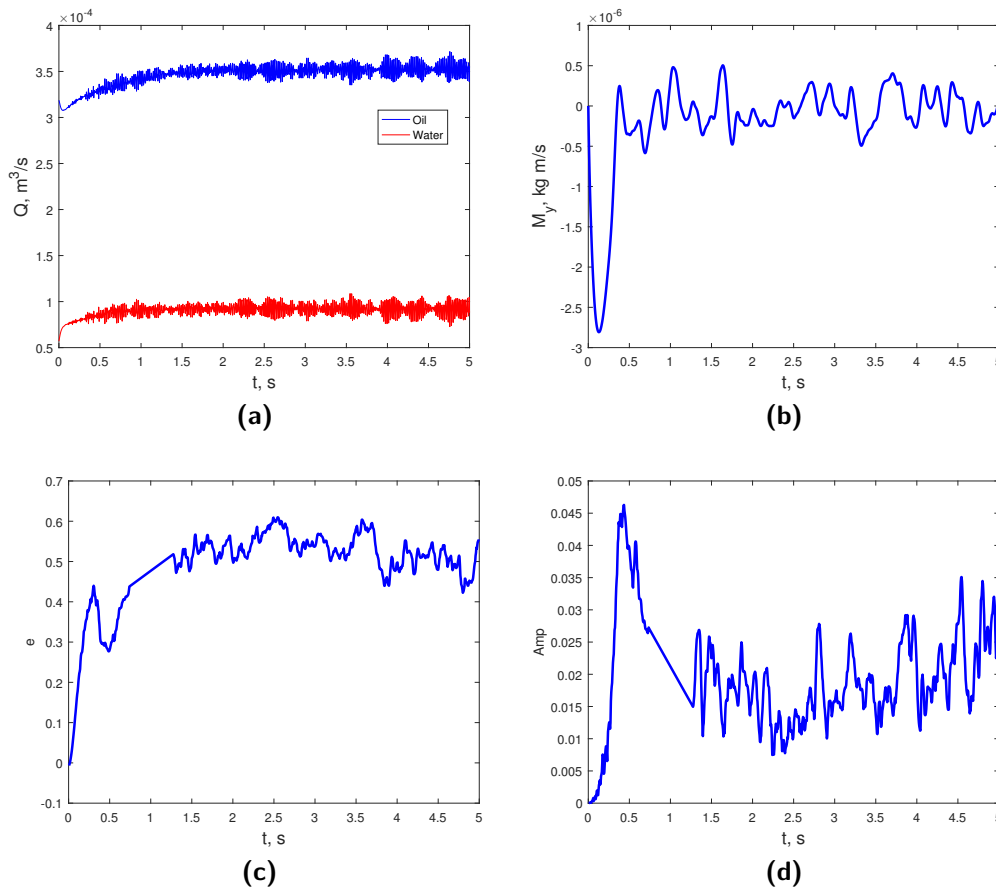 4 ×10-4
3.5
3
2.5
2
1.5
1
0.5
0 0.5 1 1.5 2 2.5 3 3.5 4 4.5 5
Q, m3/s
t, s
Oil
Water
(a)
1 ×10-6
0.5
0
-0.5
-1
-1.5
-2
-2.5
-3
0 0.5 1 1.5 2 2.5 3 3.5 4 4.5 5
My, kg m/s
t, s
(b)
0.7
0.6
0.5
0.4
0.3
0.2
0.1
0
-0.1
0 0.5 1 1.5 2 2.5 3 3.5 4 4.5 5
e
t, s
(c)
0.05
0.045
0.04
0.035
0.03
0.025
0.02
0.015
0.01
0.005
0
0 0.5 1 1.5 2 2.5 3 3.5 4 4.5
Amp
t, s
(d)